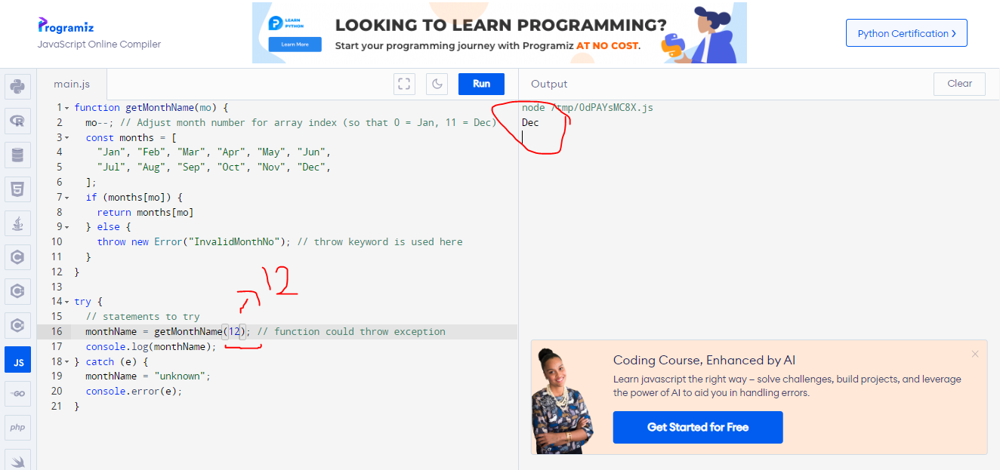 Programiz
JavaScript Online Compiler
LEARN
PYTHON
Learn More
LOOKING TO LEARN PROGRAMMING?
Start your programming journey with Programiz AT NO COST.
Python Certification
main.js
Run
Output
Clear
1 function getMonthName(mo) {
2 mo--; // Adjust month number for array index (so that 0 = Jan, 11 = Dec)
3 const months = [
4 "Jan", "Feb", "Mar", "Apr", "May", "Jun",
5 "Jul", "Aug", "Sep", "Oct", "Nov", "Dec",
6 ];
7 if (months[mo]) {
8 return months[mo]
9 } else {
10 throw new Error("InvalidMonthNo"); // throw keyword is used here
11 }
12 }
13
12
14 try {
15 // statements to try
16 monthName = getMonthName(12); // function could throw exception
17 console.log(monthName);
18 } catch (e) {
19 monthName = "unknown";
20 console.error(e);
21 }
JS
GO
php
node /tmp/0dPAYsMC8X.js
Dec
Coding Course, Enhanced by AI
Learn javascript the right way – solve challenges, build projects, and leverage
the power of AI to aid you in handling errors.
Get Started for Free